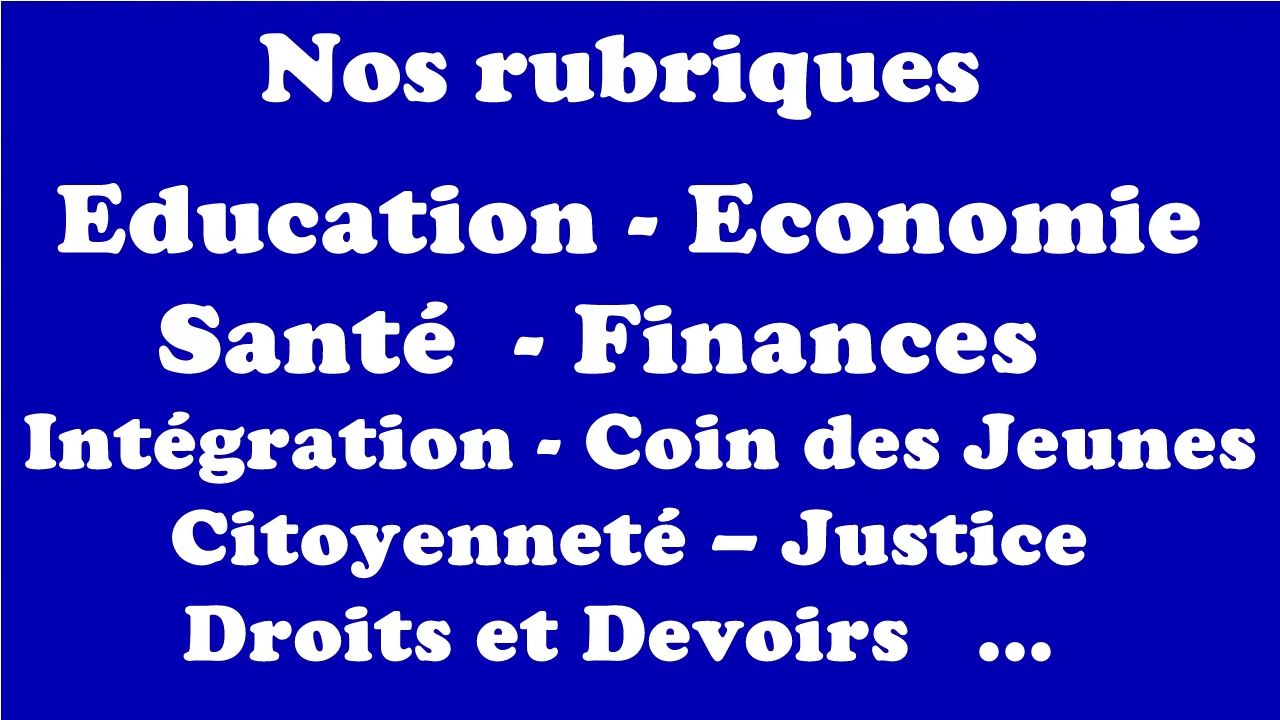 Nos rubriques
Education - Economie
Santé - Finances
Intégration - Coin des Jeunes
Citoyenneté – Justice
Droits et Devoirs ...